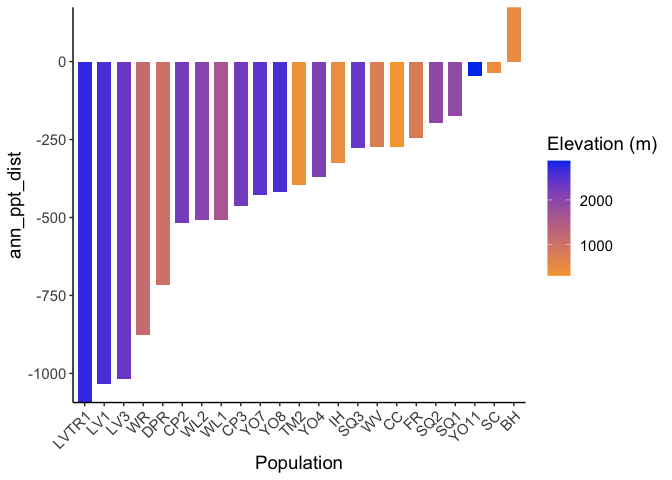 0
-250
-500
-750
-1000
ann_ppt_dist
LVTR1 LV1 LV3 WR DPR CP2 WL2 WL1 CP3 YO7 YO8 TM2 YO4 IH SQ3 WV CC FR SQ2 SQ1 YO11 SC BH
Population
Elevation (m)
2000
1000